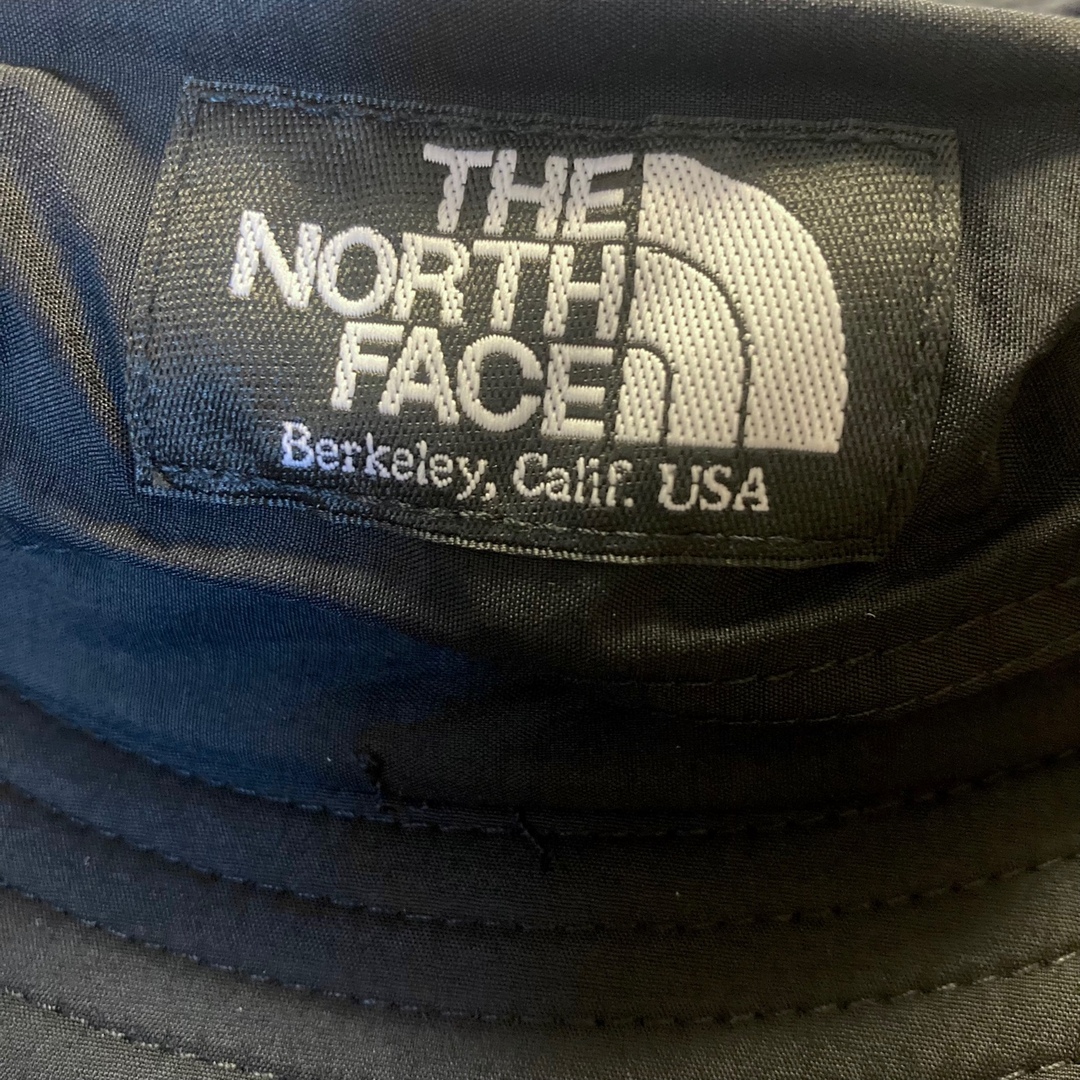 THE
NORTH
FACE
Berkeley, Calif. USA